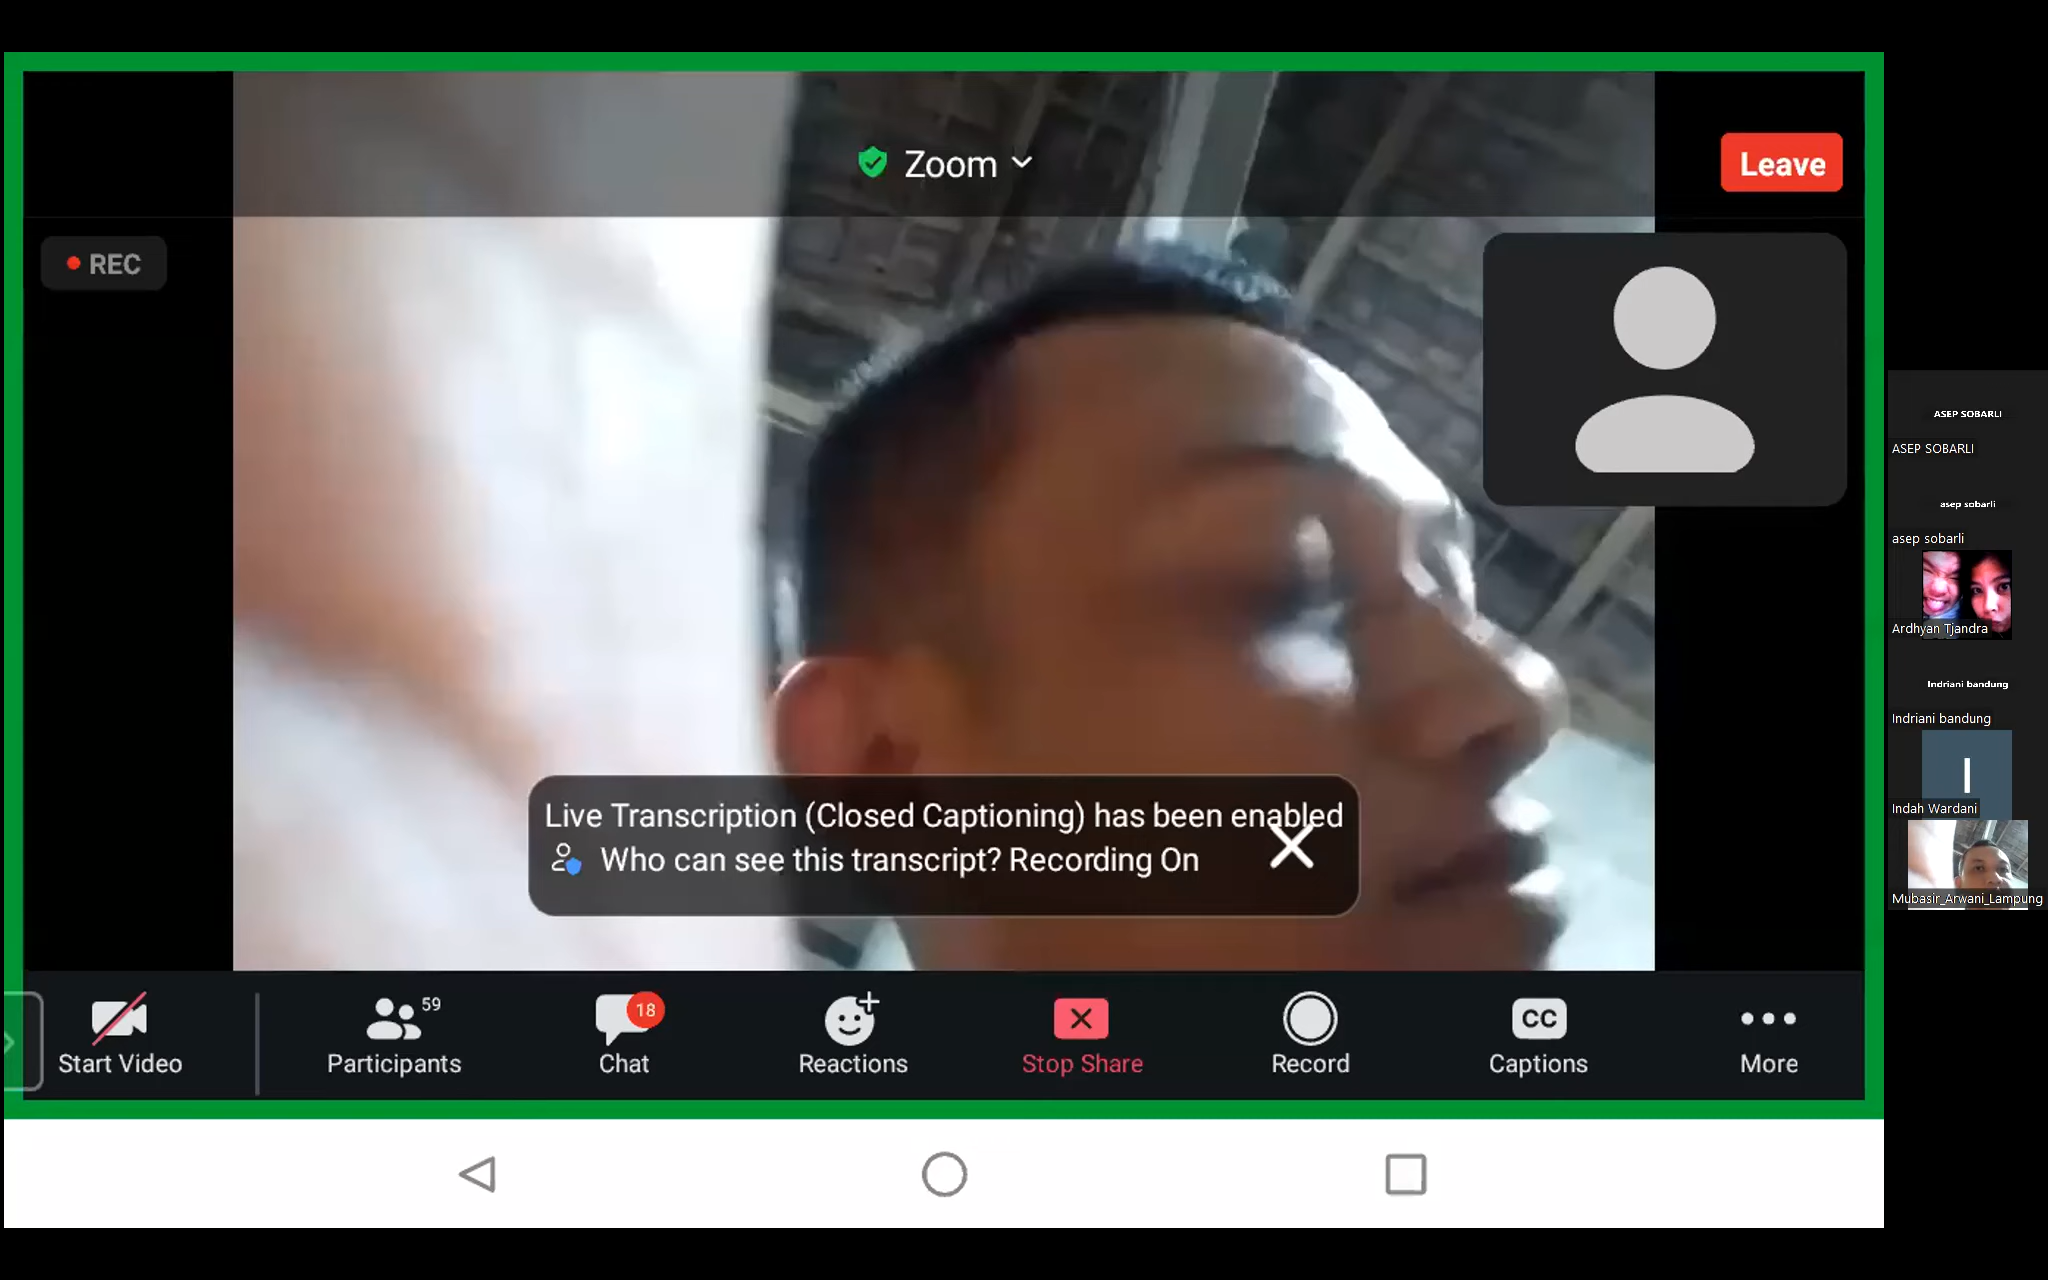 Zoom
Leave
REC
Live Transcription (Closed Captioning) has been enabled
Who can see this transcript? Recording On
Start Video
Participants
59
Chat
18
Reactions
Stop Share
Record
CC
Captions
More
ASEP SOBARLI
ASEP SOBARLI
asep sobarli
asep sobarli
Ardhyan Tjandra
Indriani bandung
Indriani bandung
I
Indah Wardani
Mubasir_Arwani_Lampung